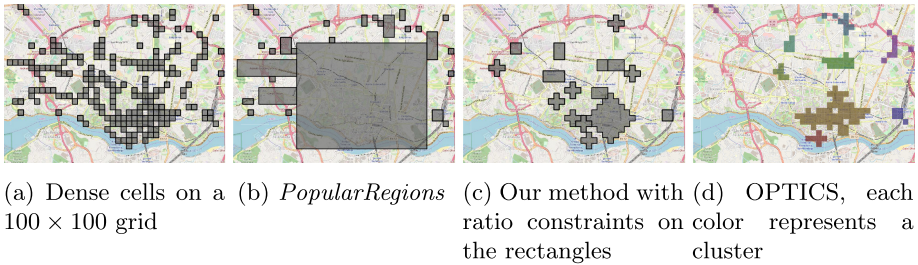 (a) Dense cells on a
100 × 100 grid
(b) PopularRegions
(c) Our method with
ratio constraints on
the rectangles
(d) OPTICS, each
color represents a
cluster